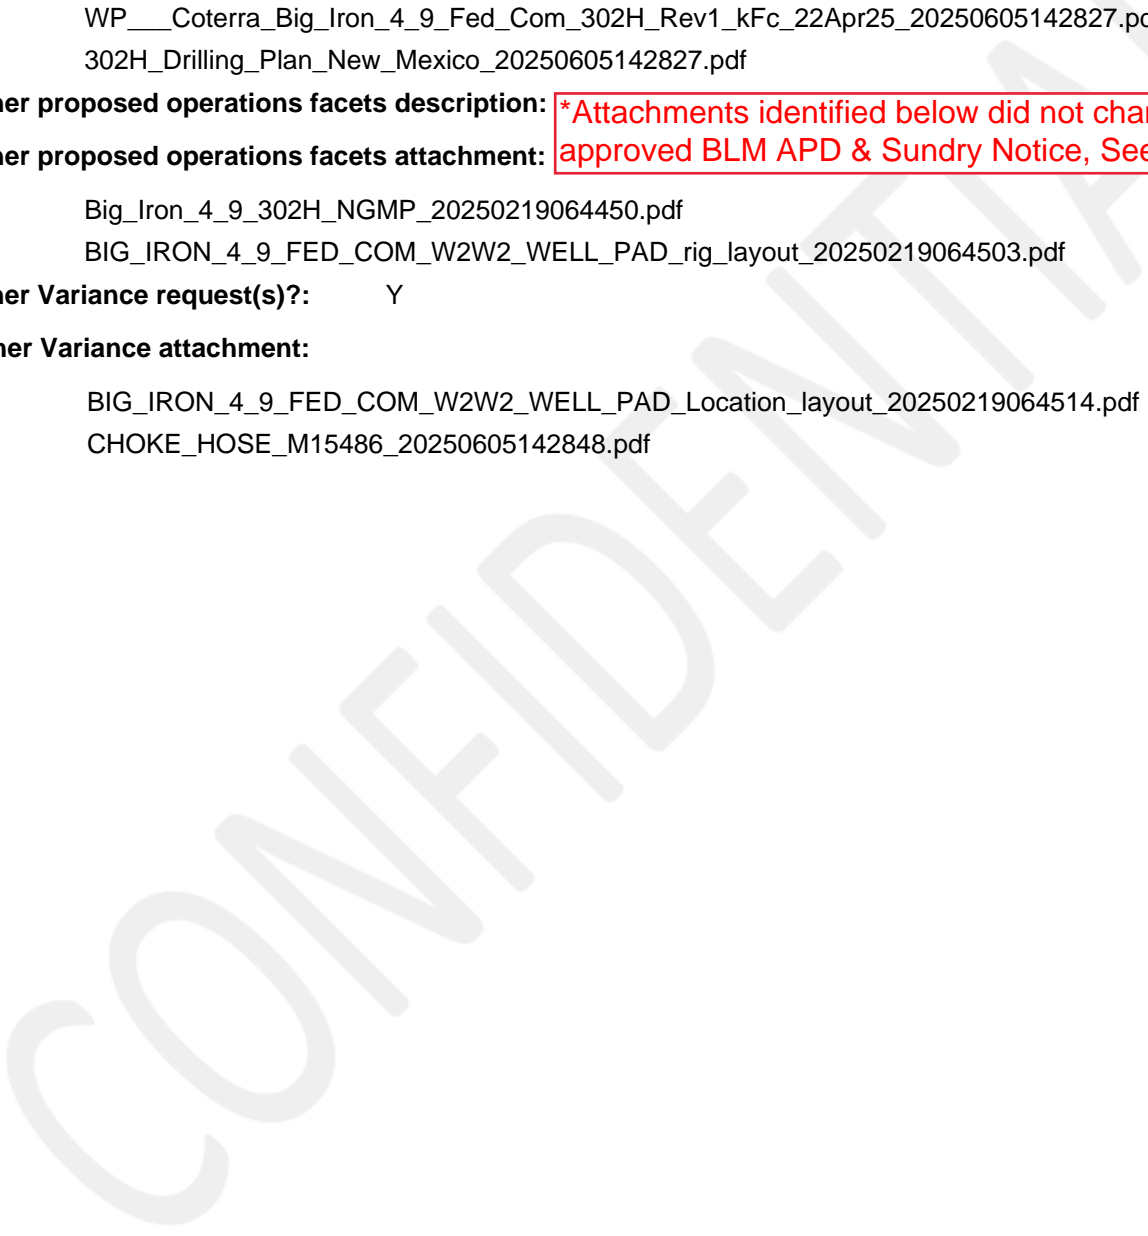 WP___Coterra_Big_Iron_4_9_Fed_Com_302H_Rev1_kFc_22Apr25_20250605142827.pd
302H_Drilling_Plan_New_Mexico_20250605142827.pdf
her proposed operations facets description:
*Attachments identified below did not chan
her proposed operations facets attachment:
approved BLM APD & Sundry Notice, See
Big_Iron_4_9_302H_NGMP_20250219064450.pdf
BIG_IRON_4_9_FED_COM_W2W2_WELL_PAD_rig_layout_20250219064503.pdf
her Variance request(s)?: Y
her Variance attachment:
BIG_IRON_4_9_FED_COM_W2W2_WELL_PAD_Location_layout_20250219064514.pdf
CHOKE_HOSE_M15486_20250605142848.pdf
CONFIDENTIA